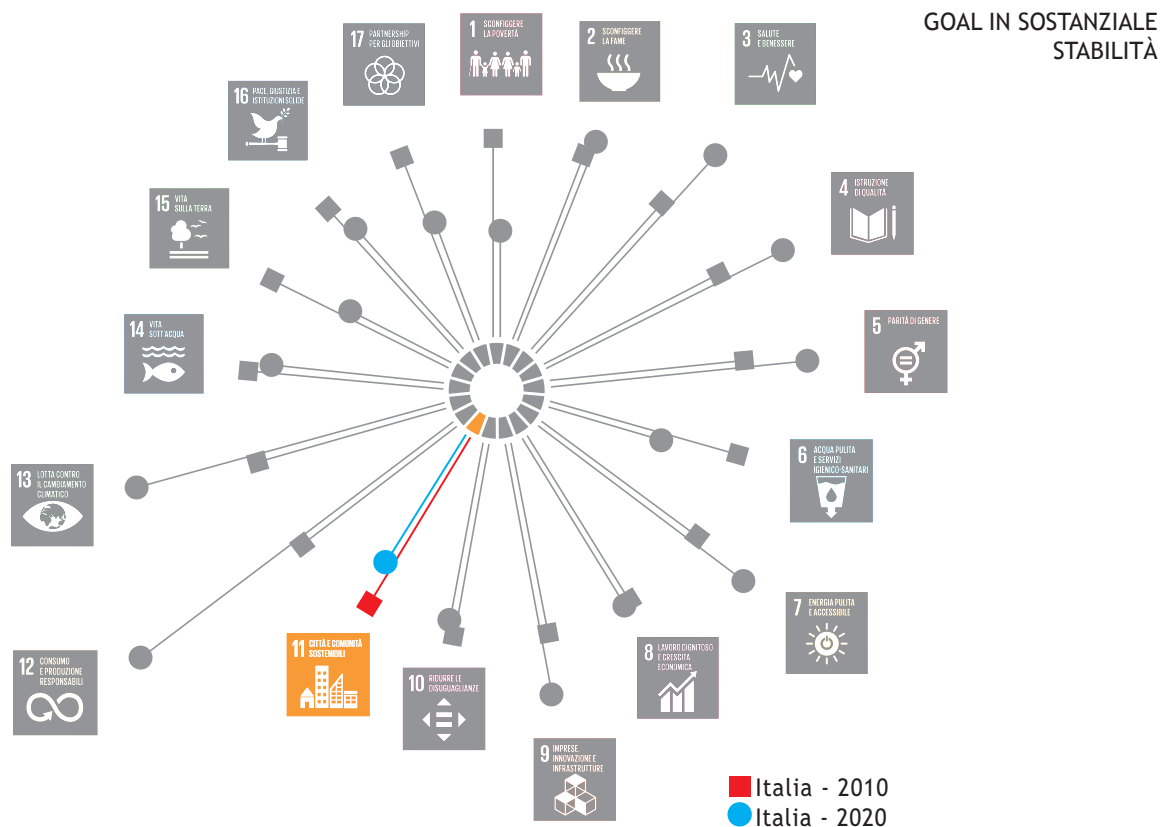 GOAL IN SOSTANZIALE
STABILITÀ
1 SCONFIGGERE
LA POVERTÀ
2 SCONFIGGERE
LA FAME
3 SALUTE
E BENESSERE
4 ISTRUZIONE
DI QUALITÀ
5 PARITÀ DI GENERE
6 ACQUA PULITA
E SERVIZI
IGIENICO-SANITARI
7 ENERGIA PULITA
E ACCESSIBILE
8 LAVORO DIGNITOSO
E CRESCITA
ECONOMICA
9 IMPRESE,
INNOVAZIONE E
INFRASTRUTTURE
10 RIDURRE LE
DISUGUAGLIANZE
11 CITTÀ E COMUNITÀ
SOSTENIBILI
12 CONSUMO
E PRODUZIONE
RESPONSABILI
13 LOTTA CONTRO
IL CAMBIAMENTO
CLIMATICO
14 VITA
SOTT'ACQUA
15 VITA
SULLA TERRA
16 PACE, GIUSTIZIA E
ISTITUZIONI SOLIDE
17 PARTNERSHIP
PER GLI OBIETTIVI
Italia - 2010
Italia - 2020